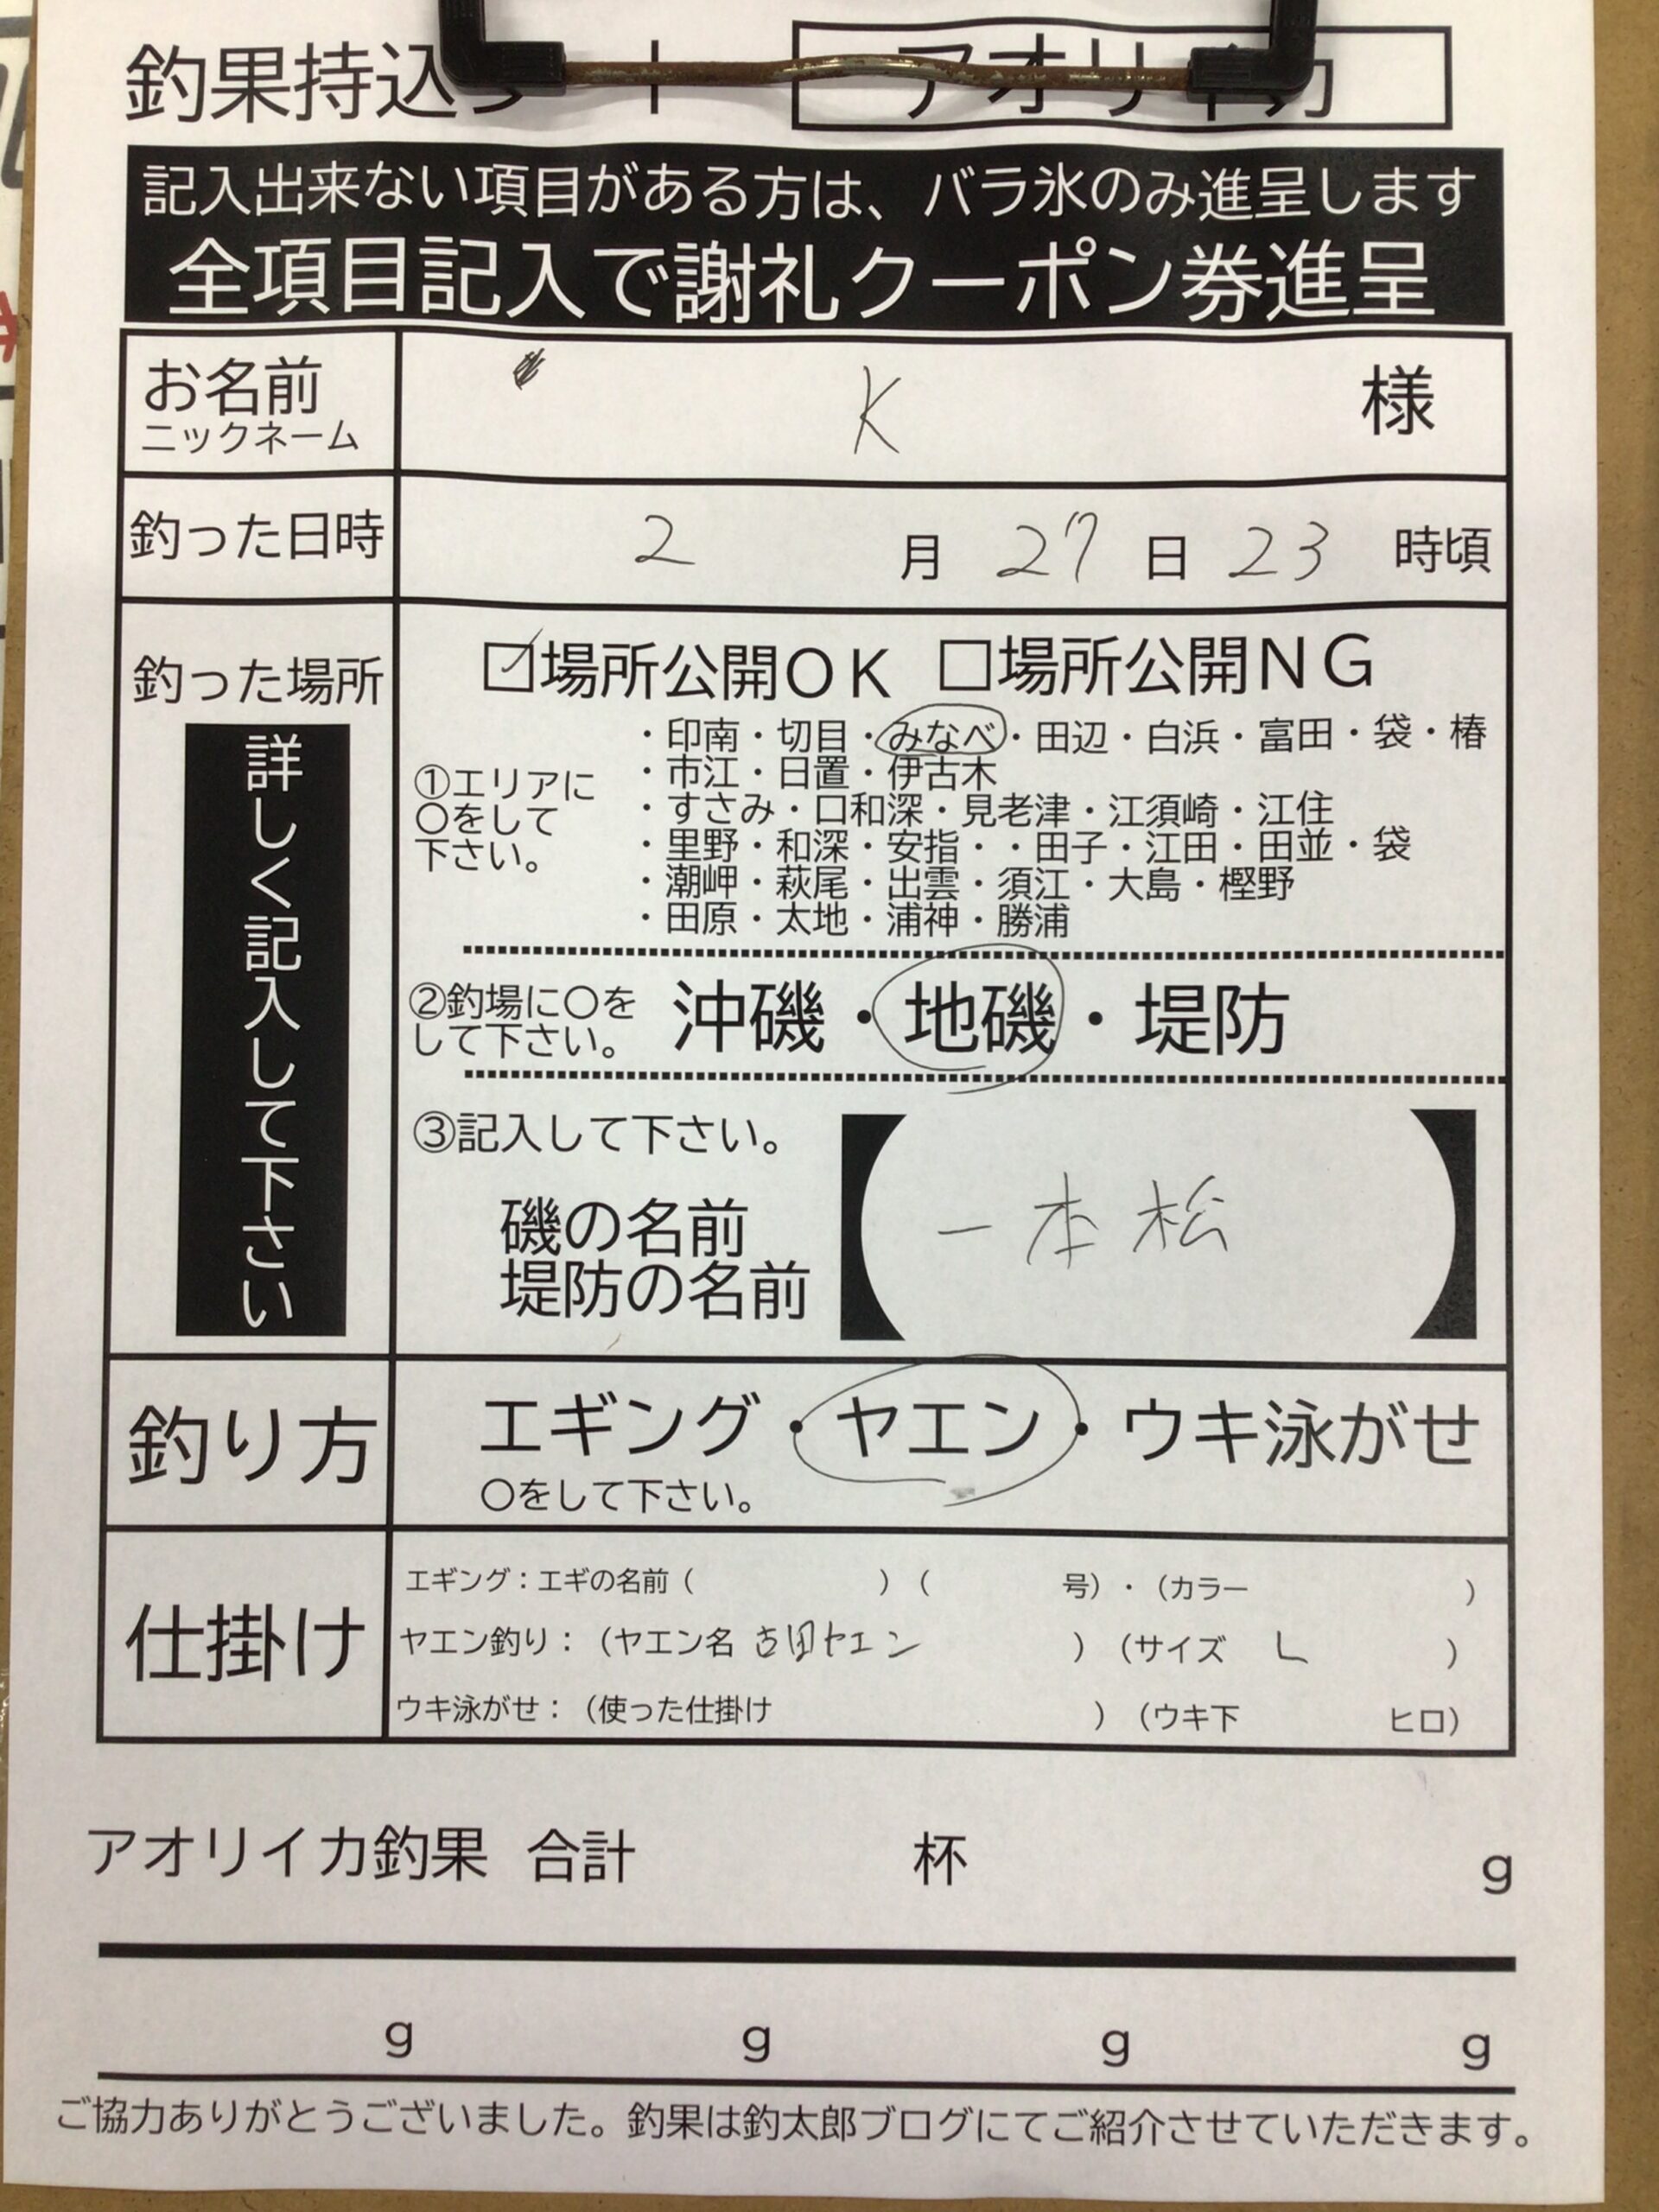 釣果持込 アオリイカ
記入出来ない項目がある方は、バラ氷のみ進呈します
全項目記入で謝礼クーポン券進呈
お名前
ニックネーム
K 様
釣った日時 2 月 27 日 23 時頃
釣った場所
詳しく記入して下さい
☑場所公開OK □場所公開NG
①エリアに
〇をして
下さい。
・印南・切目・みなべ・田辺・白浜・富田・袋・椿
・市江・日置・伊古木
・すさみ・口和深・見老津・江須崎・江住
・里野・和深・安指・・田子・江田・田並・袋
・潮岬・萩尾・出雲・須江・大島・樫野
・田原・太地・浦神・勝浦
②釣場に〇を
して下さい。
沖磯・地磯・堤防
③記入して下さい。
磯の名前
堤防の名前
【一本松】
釣り方 エギング・ヤエン・ウキ泳がせ
〇をして下さい。
仕掛け
エギング：エギの名前（ ）（ 号）・（カラー ）
ヤエン釣り：（ヤエン名 古田ヤエン ）（サイズ L ）
ウキ泳がせ：（使った仕掛け ）（ウキ下 ヒロ）
アオリイカ釣果 合計 杯 g
g g g g
ご協力ありがとうございました。釣果は釣太郎ブログにてご紹介させていただきます。